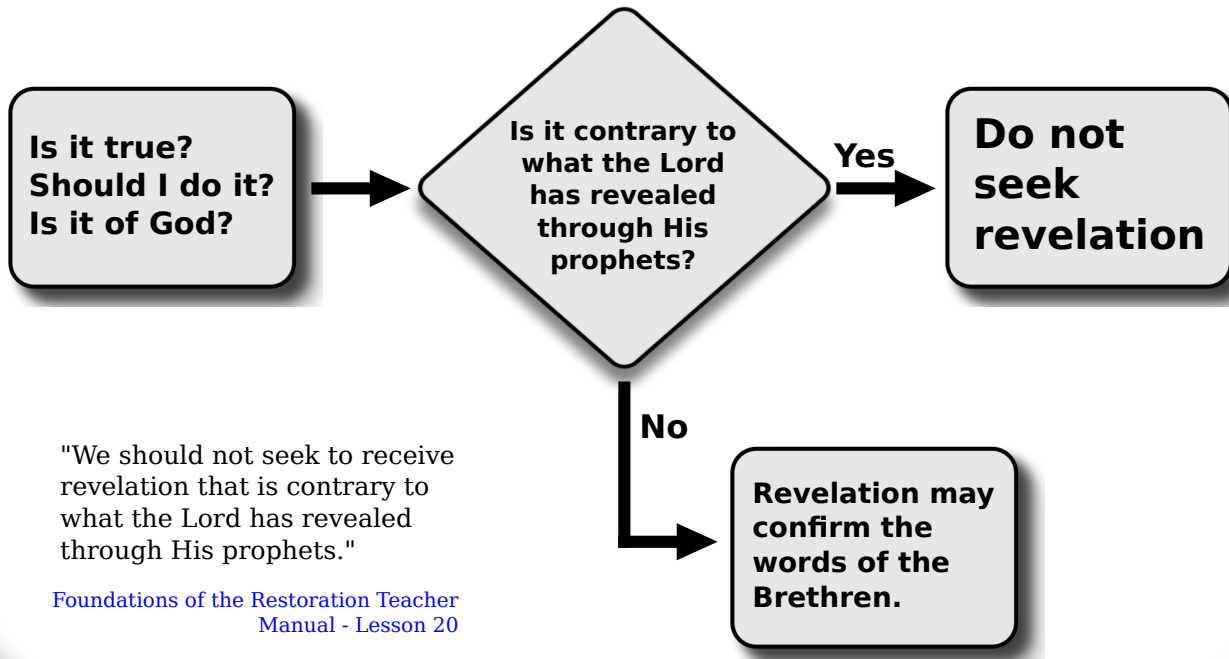 Is it true?
Should I do it?
Is it of God?
Is it contrary to
what the Lord
has revealed
through His
prophets?
Yes
Do not
seek
revelation
No
Revelation may
confirm the
words of the
Brethren.
"We should not seek to receive
revelation that is contrary to
what the Lord has revealed
through His prophets."
Foundations of the Restoration Teacher
Manual - Lesson 20